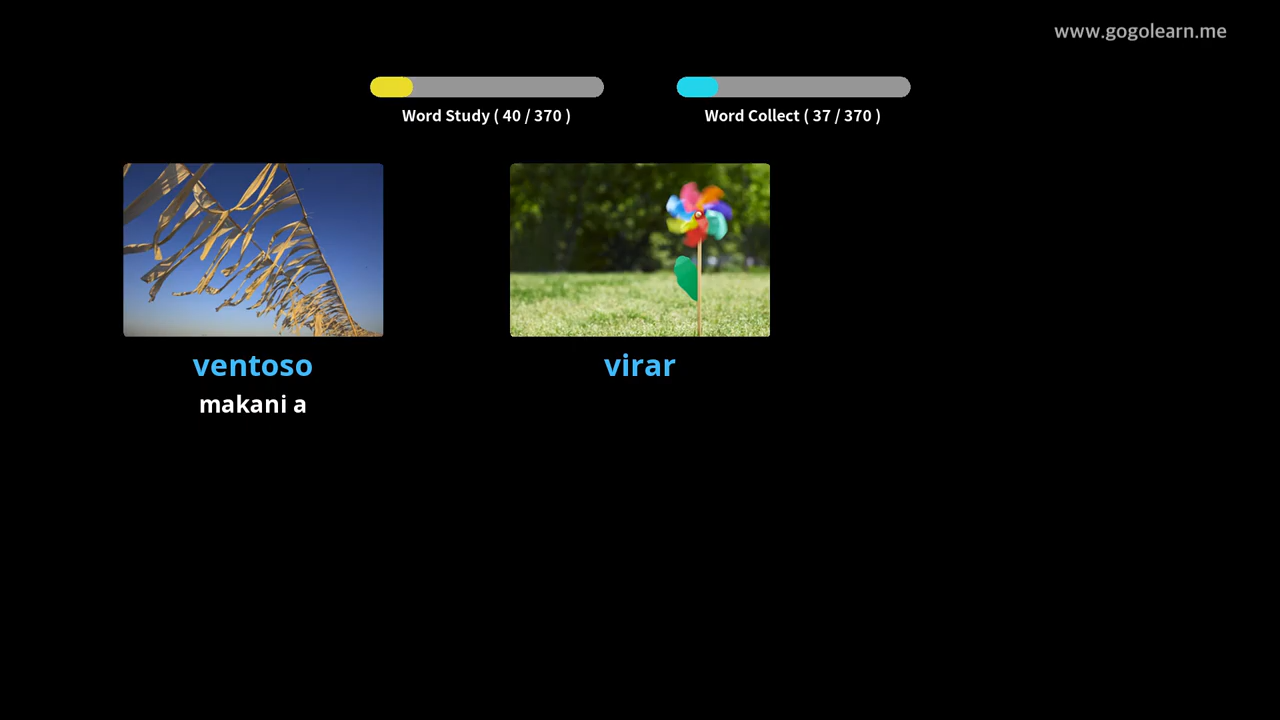 www.gogolearn.me
Word Study ( 40 / 370 )
Word Collect ( 37 / 370 )
ventoso
virar
makani a